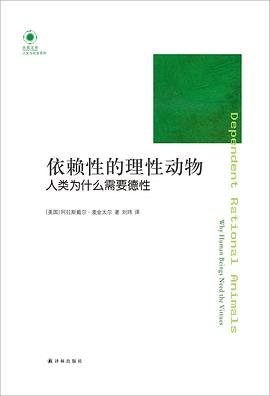 依赖性的理性动物
人类为什么需要德性
[美国]阿拉斯戴尔·麦金太尔 著 刘玮 译
Dependent Rational Animals
Why Human Beings Need the Virtues
译林出版社